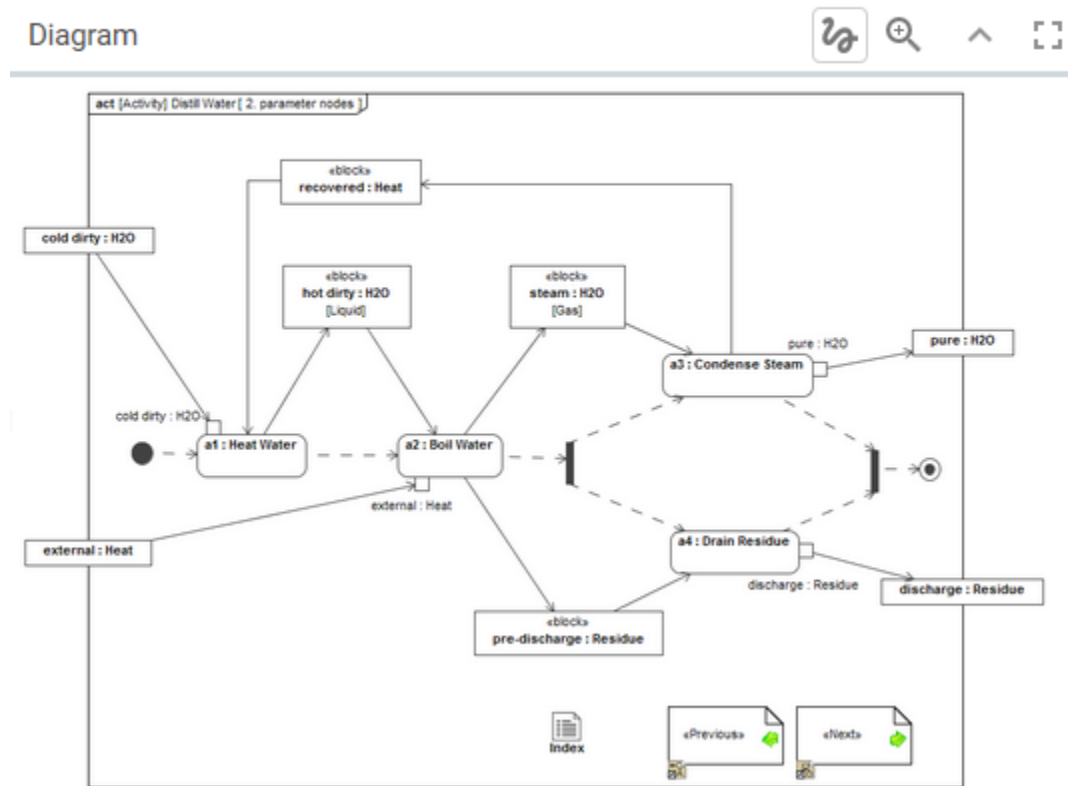 Diagram
act [Activity] Distill Water [ 2. parameter nodes ]
«block»
recovered : Heat
cold dirty : H2O
«block»
hot dirty : H2O
[Liquid]
«block»
steam : H2O
[Gas]
pure : H2O
pure : H2O
a3 : Condense Steam
cold dirty : H2O
a1 : Heat Water
a2 : Boil Water
external : Heat
external : Heat
a4 : Drain Residue
discharge : Residue
discharge : Residue
«block»
pre-discharge : Residue
«Previous»
«Next»
Index